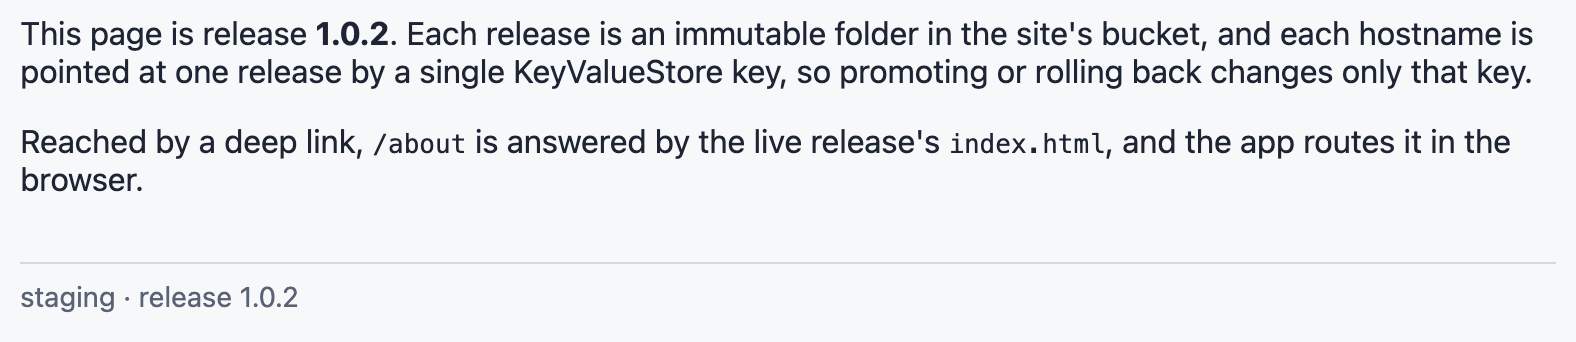 This page is release 1.0.2. Each release is an immutable folder in the site's bucket, and each hostname is
pointed at one release by a single KeyValueStore key, so promoting or rolling back changes only that key.
Reached by a deep link, /about is answered by the live release's index.html, and the app routes it in the
browser.
staging · release 1.0.2